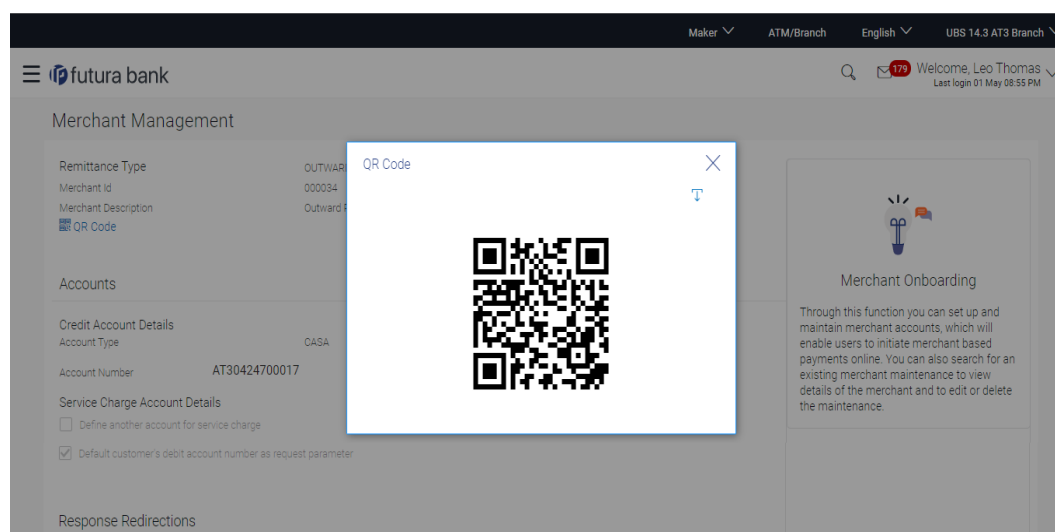 Maker ATM/Branch English UBS 14.3 AT3 Branch
futura bank
179 Welcome, Leo Thomas
Last login 01 May 08:55 PM
Merchant Management
Remittance Type OUTWAR
Merchant Id 000034
Merchant Description Outward
QR Code
Accounts
Credit Account Details
Account Type CASA
Account Number AT30424700017
Service Charge Account Details
Define another account for service charge
Default customer's debit account number as request parameter
Response Redirections
QR Code
Merchant Onboarding
Through this function you can set up and
maintain merchant accounts, which will
enable users to initiate merchant based
payments online. You can also search for an
existing merchant maintenance to view
details of the merchant and to edit or delete
the maintenance.